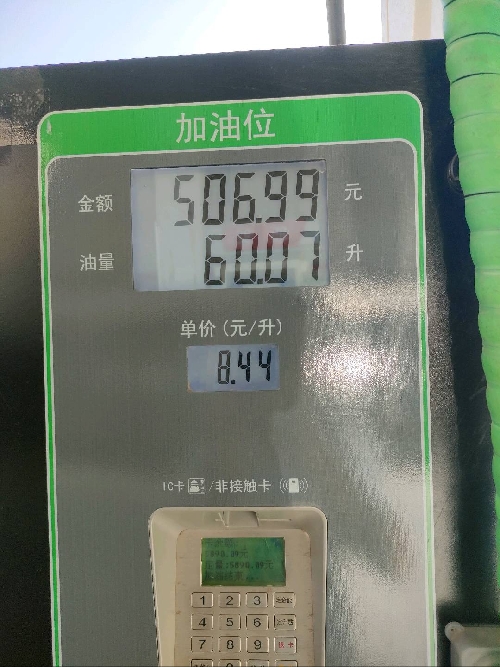 加油位
金额 506.99 元
油量 60.07 升
单价(元/升)
8.44
IC卡 /非接触卡
1 2 3
4 5 6
7 8 9